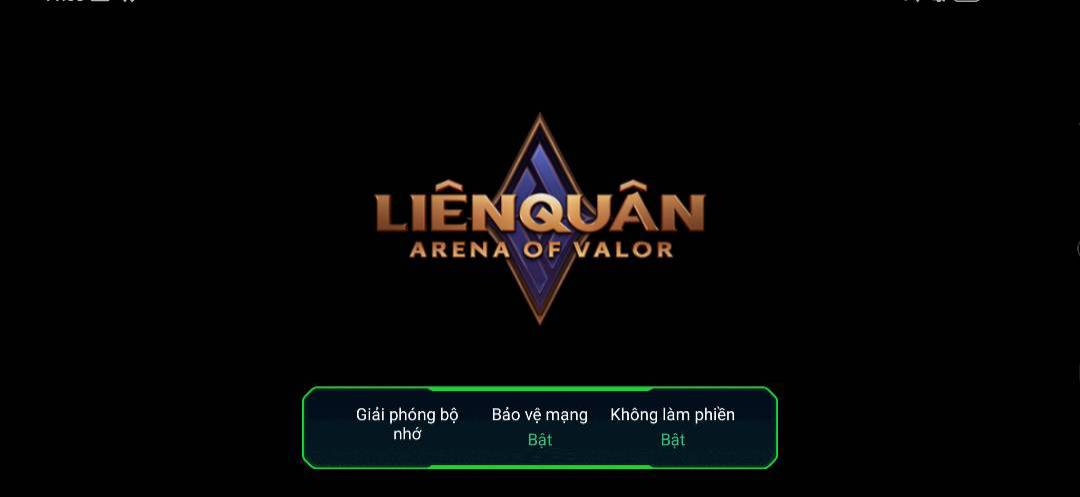 LIÊNQUÂN
ARENA OF VALOR
Giải phóng bộ
nhớ
Bảo vệ mạng
Bật
Không làm phiền
Bật